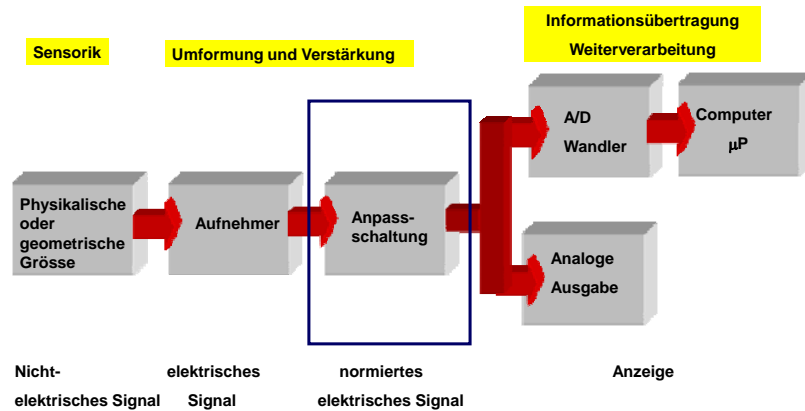 Sensorik
Umformung und Verstärkung
Informationsübertragung
Weiterverarbeitung
Physikalische
oder
geometrische
Grösse
Aufnehmer
Anpass-
schaltung
A/D
Wandler
Computer
µP
Analoge
Ausgabe
Nicht-
elektrisches Signal
elektrisches
Signal
normiertes
elektrisches Signal
Anzeige